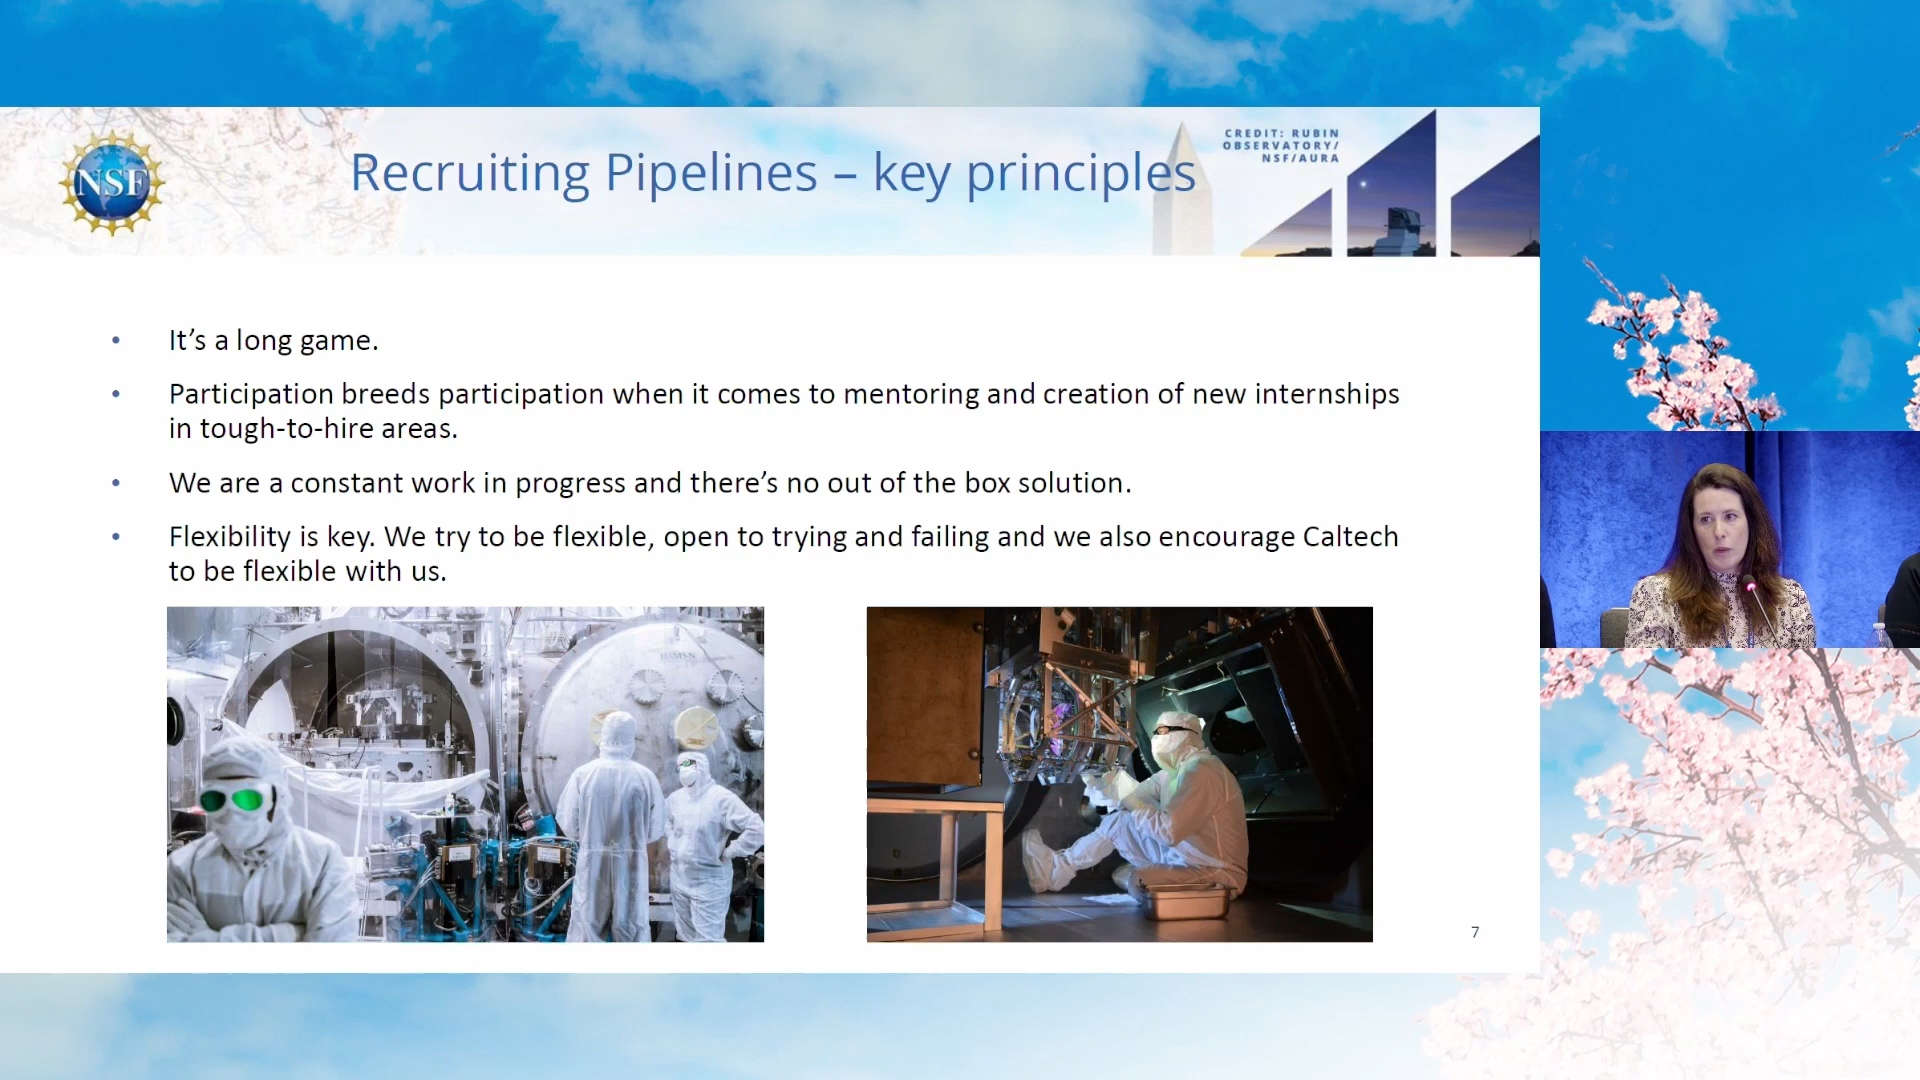 NSF
Recruiting Pipelines – key principles
CREDIT: RUBIN
OBSERVATORY/
NSF/AURA
• It’s a long game.
• Participation breeds participation when it comes to mentoring and creation of new internships
in tough-to-hire areas.
• We are a constant work in progress and there’s no out of the box solution.
• Flexibility is key. We try to be flexible, open to trying and failing and we also encourage Caltech
to be flexible with us.
7